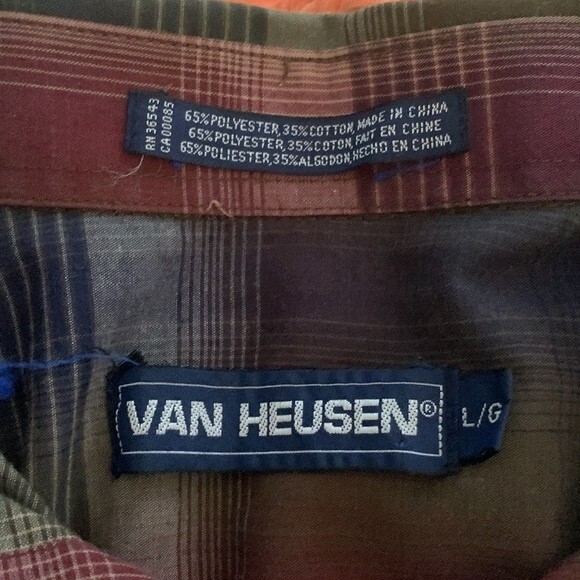 RN 36543
CA 00085
65%POLYESTER,35%COTTON,MADE IN CHINA
65%POLYESTER,35%COTON,FAIT EN CHINE
65%POLIESTER,35%ALGODON,HECHO EN CHINA
VAN HEUSEN®
L/G